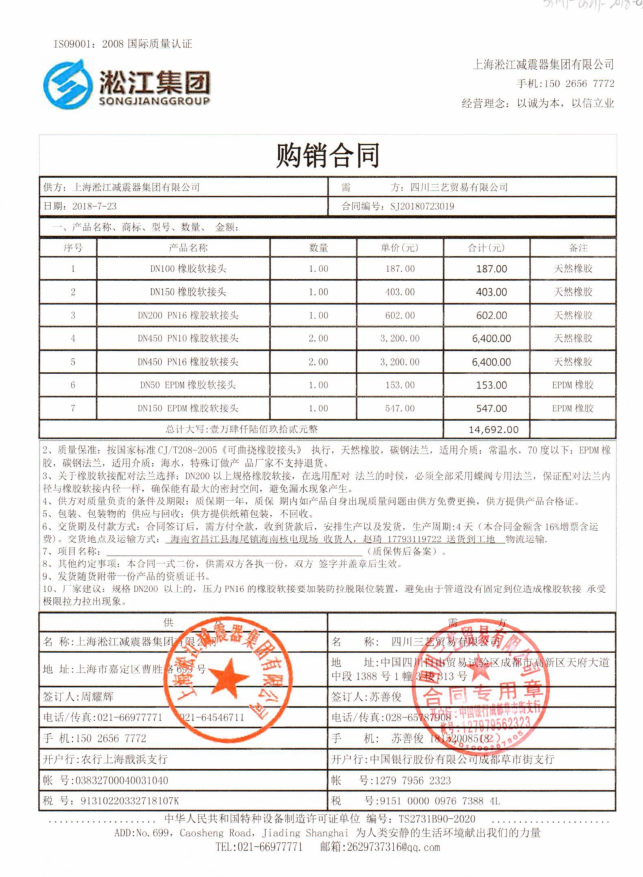 ISO9001：2008 国际质量认证
淞江集团
SONGJIANGGROUP
上海淞江减震器集团有限公司
手机:150 2656 7772
经营理念：以诚为本，以信立业
购销合同
供方：上海淞江减震器集团有限公司 需 方：四川三艺贸易有限公司
日期：2018-7-23 合同编号：SJ20180723019
一、产品名称、商标、型号、数量、 金额：
序号 产品名称 数量 单价(元) 合计(元) 备注
1 DN100 橡胶软接头 1.00 187.00 187.00 天然橡胶
2 DN150 橡胶软接头 1.00 403.00 403.00 天然橡胶
3 DN200 PN16 橡胶软接头 1.00 602.00 602.00 天然橡胶
4 DN450 PN10 橡胶软接头 2.00 3,200.00 6,400.00 天然橡胶
5 DN450 PN16 橡胶软接头 2.00 3,200.00 6,400.00 天然橡胶
6 DN50 EPDM 橡胶软接头 1.00 153.00 153.00 EPDM 橡胶
7 DN150 EPDM 橡胶软接头 1.00 547.00 547.00 EPDM 橡胶
总计大写:壹万肆仟陆佰玖拾贰元整 14,692.00
2、质量保准：按国家标准 CJ/T208-2005《可曲挠橡胶接头》 执行，天然橡胶，碳钢法兰，适用介质：常温水，70 度以下；EPDM 橡
胶，碳钢法兰，适用介质：海水，特殊订做产 品厂家不支持退货。
3、关于橡胶软接配对法兰选择：DN200 以上规格橡胶软接，在选用配对 法兰的时候，必须全部采用蝶阀专用法兰，保证配对法兰内
径与橡胶软接内径一样，确保能有最大的密封空间，避免漏水现象产生。
4、供方对质量负责的条件及期限：质保期一年，质保 期内如产品自身出现质量问题由供方免费更换，供方提供产品合格证。
5、包装、包装物的 供应与回收：供方提供纸箱包装，不回收。
6、交货期及付款方式：合同签订后，需方付全款，收到货款后，安排生产以及发货，生产周期:4 天（本合同金额含 16%增票含运
费）。交货地点及运输方式： 海南省昌江县海尾镇海南核电现场 收货人，赵琦 17793119722 送货到工地 物流运输.
7、项目名称： （质保售后备案）。
8、其他约定事项：本合同一式二份，供需双方各执一份，双方 签字并盖章后生效。
9、发货随货附带一份产品的资质证书。
10、厂家建议：规格 DN200 以上的，压力 PN16 的橡胶软接要加装防拉脱限位装置，避免由于管道没有固定到位造成橡胶软接 承受
极限拉力拉出现象。
供 需 方
名 称:上海淞江减震器集团有限公司 名 称: 四川三艺贸易有限公司
地 址:上海市嘉定区曹胜路699号 地 址:中国四川自由贸易试验区成都市高新区天府大道
中段 1388 号 1 幢 313号
签订人:周耀辉 签订人:苏善俊
电话/传真:021-66977771 021-64546711 电话/传真:028-65787908
手 机:150 2656 7772 手 机: 苏善俊
开户行:农行上海戬浜支行 开户行:中国银行股份有限公司成都草市街支行
帐 号:03832700040031040 帐 号:1279 7956 2323
税 号: 91310220332718107K 税 号:9151 0000 0976 7388 4L
上海淞江减震器集团有限公司
四川三艺贸易有限公司
合同专用章
中华人民共和国特种设备制造许可证单位 编号：TS2731B90-2020
ADD:No.699, Caosheng Road, Jiading Shanghai 为人类安静的生活环境献出我们的力量
TEL:021-66977771 邮箱:2629737316@qq.com